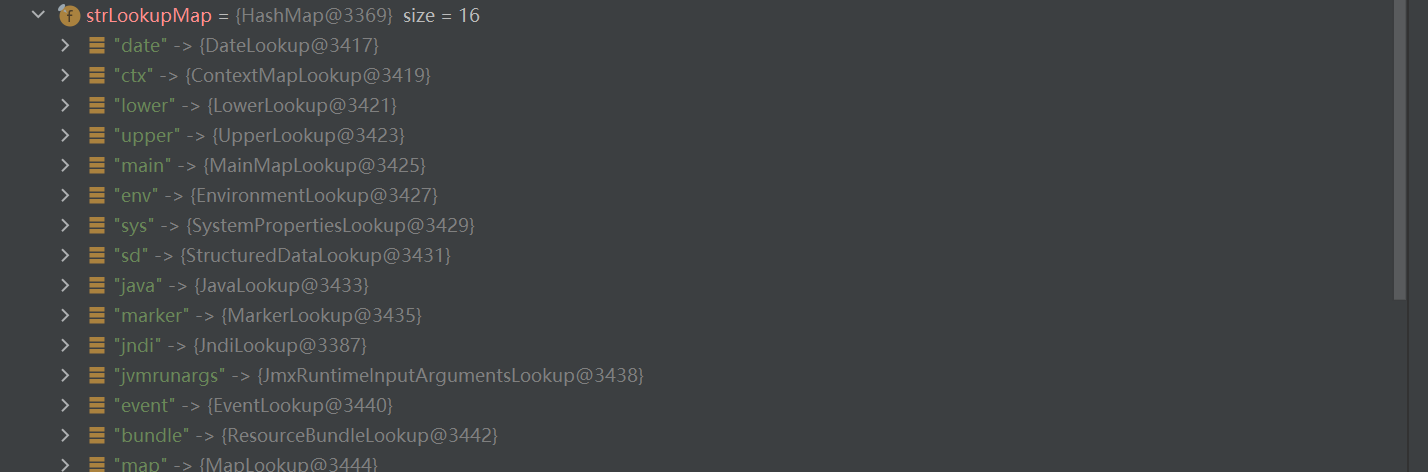 strLookupMap = {HashMap@3369} size = 16
"date" -> {DateLookup@3417}
"ctx" -> {ContextMapLookup@3419}
"lower" -> {LowerLookup@3421}
"upper" -> {UpperLookup@3423}
"main" -> {MainMapLookup@3425}
"env" -> {EnvironmentLookup@3427}
"sys" -> {SystemPropertiesLookup@3429}
"sd" -> {StructuredDataLookup@3431}
"java" -> {JavaLookup@3433}
"marker" -> {MarkerLookup@3435}
"jndi" -> {JndiLookup@3387}
"jvmrunargs" -> {JmxRuntimeInputArgumentsLookup@3438}
"event" -> {EventLookup@3440}
"bundle" -> {ResourceBundleLookup@3442}
"map" -> {MapLookup@3444}